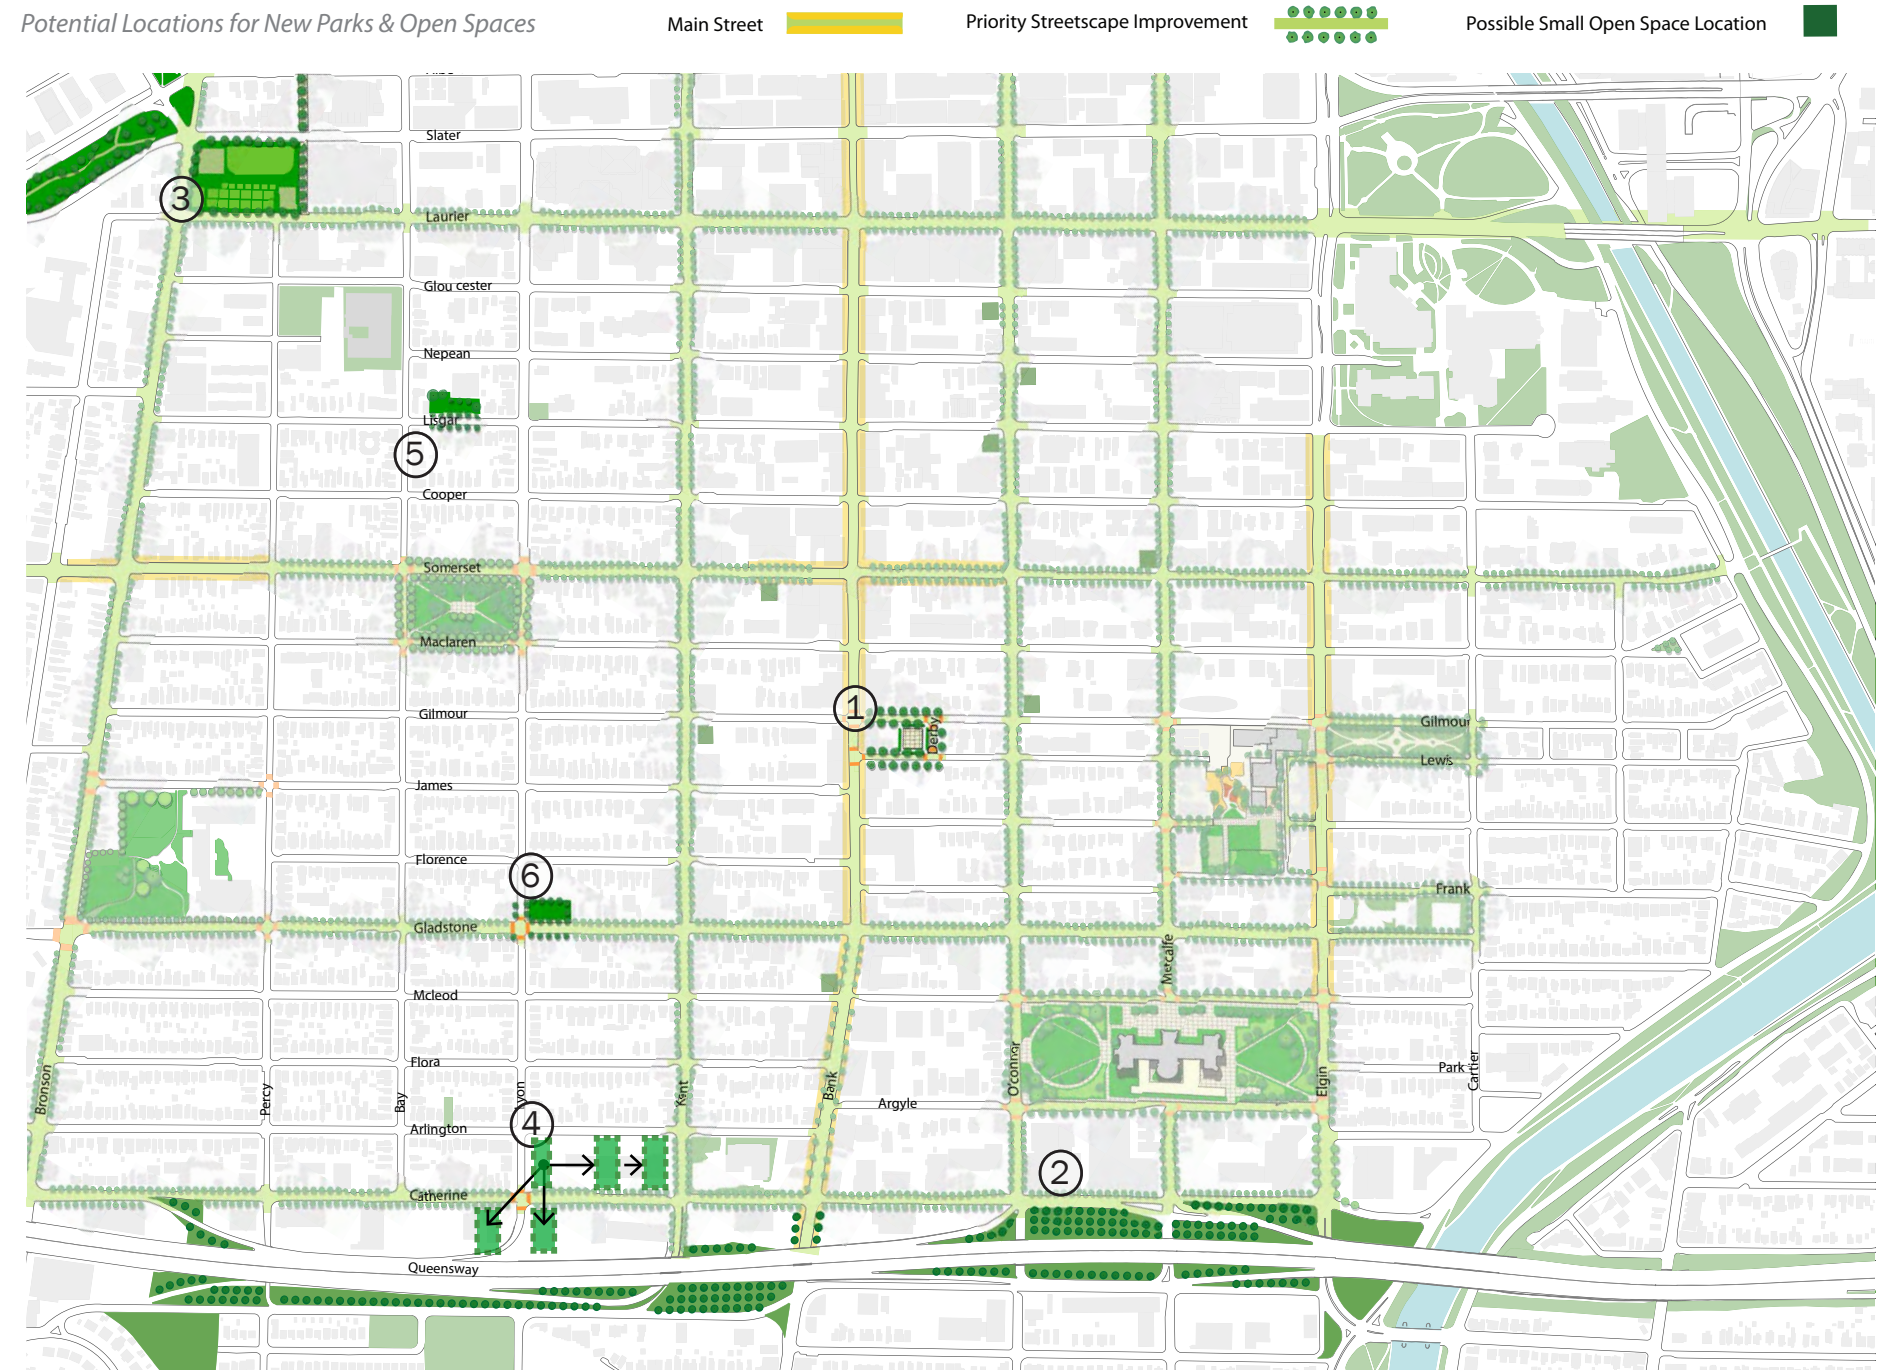 Potential Locations for New Parks & Open Spaces
Main Street
Priority Streetscape Improvement
Possible Small Open Space Location
Slater
3
Laurier
Glou cester
Nepean
Lisgar
5
Cooper
Somerset
Maclaren
1
Gilmour
Derby
Gilmour
Lewis
James
Florence
6
Frank
Gladstone
Metcalfe
Mcleod
Flora
Bronson
Percy
Bay
Lyon
Kent
Bank
O'connor
Elgin
Park
Cartier
Argyle
4
Arlington
2
Catherine
Queensway